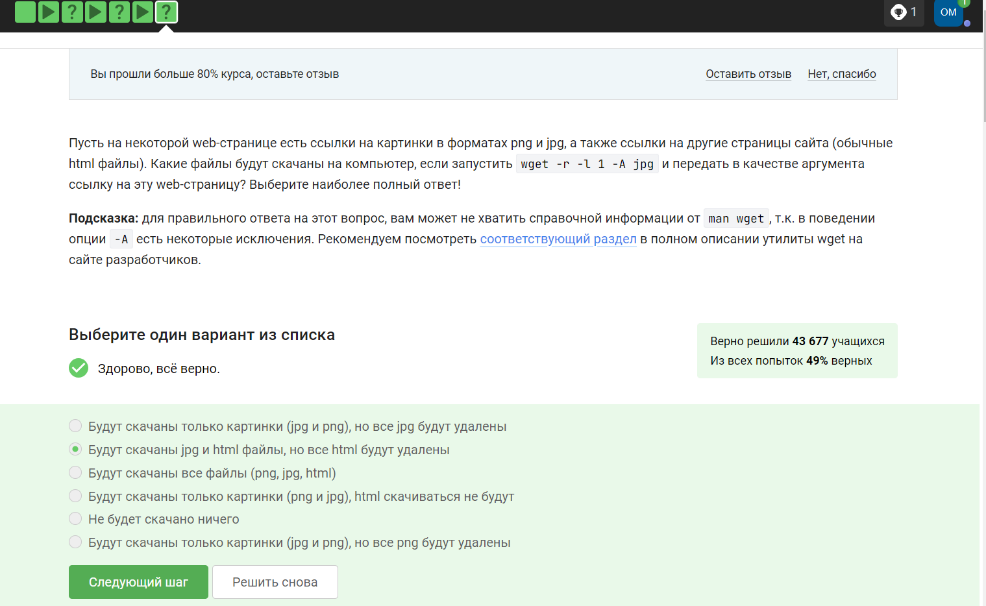 ? ? ?
1 OM 1
Вы прошли больше 80% курса, оставьте отзыв Оставить отзыв Нет, спасибо
Пусть на некоторой web-странице есть ссылки на картинки в форматах png и jpg, а также ссылки на другие страницы сайта (обычные
html файлы). Какие файлы будут скачаны на компьютер, если запустить wget -r -l 1 -A jpg и передать в качестве аргумента
ссылку на эту web-страницу? Выберите наиболее полный ответ!
Подсказка: для правильного ответа на этот вопрос, вам может не хватить справочной информации от man wget, т.к. в поведении
опции -A есть некоторые исключения. Рекомендуем посмотреть соответствующий раздел в полном описании утилиты wget на
сайте разработчиков.
Выберите один вариант из списка
Здорово, всё верно.
Верно решили 43 677 учащихся
Из всех попыток 49% верных
Будут скачаны только картинки (jpg и png), но все jpg будут удалены
Будут скачаны jpg и html файлы, но все html будут удалены
Будут скачаны все файлы (png, jpg, html)
Будут скачаны только картинки (png и jpg), html скачиваться не будут
Не будет скачано ничего
Будут скачаны только картинки (jpg и png), но все png будут удалены
Следующий шаг Решить снова